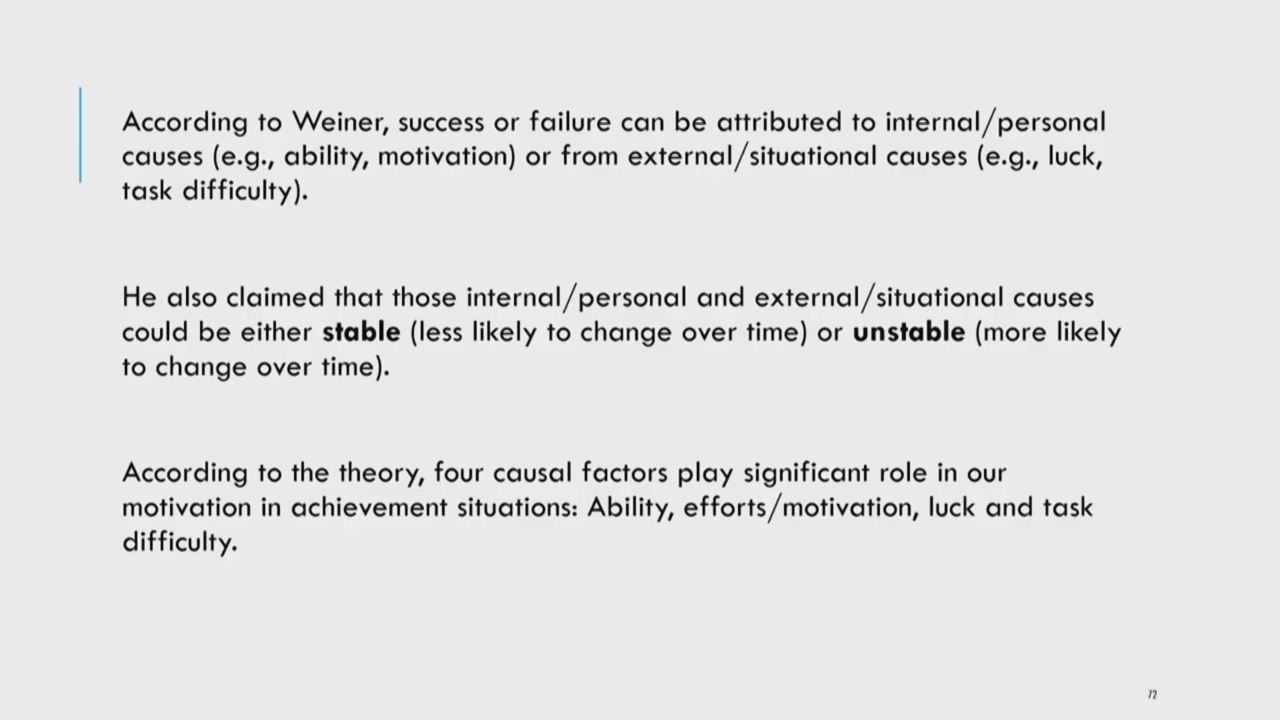 According to Weiner, success or failure can be attributed to internal/personal
causes (e.g., ability, motivation) or from external/situational causes (e.g., luck,
task difficulty).
He also claimed that those internal/personal and external/situational causes
could be either stable (less likely to change over time) or unstable (more likely
to change over time).
According to the theory, four causal factors play significant role in our
motivation in achievement situations: Ability, efforts/motivation, luck and task
difficulty.